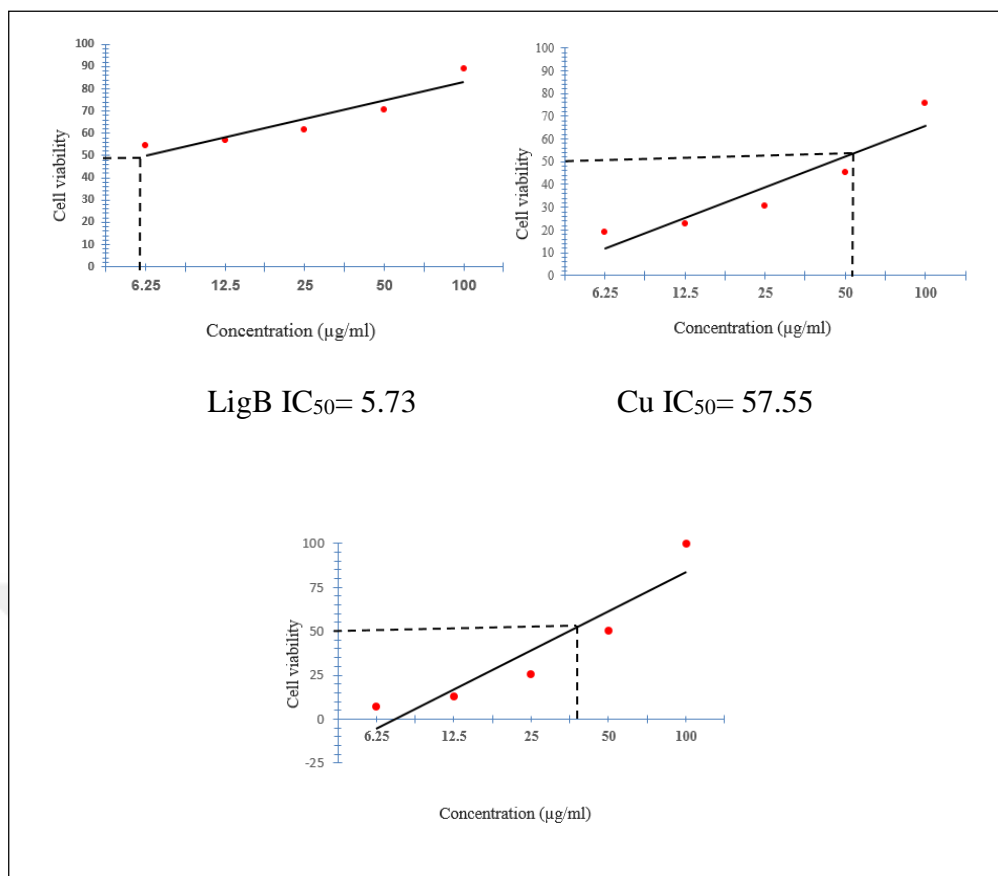 100
90
80
70
60
50
40
30
20
10
0
Cell viability
6.25 12.5 25 50 100
Concentration (µg/ml)
100
90
80
70
60
50
40
30
20
10
0
Cell viability
6.25 12.5 25 50 100
Concentration (µg/ml)
LigB IC₅₀= 5.73
Cu IC₅₀= 57.55
100
75
50
25
0
-25
Cell viability
6.25 12.5 25 50 100
Concentration (µg/ml)